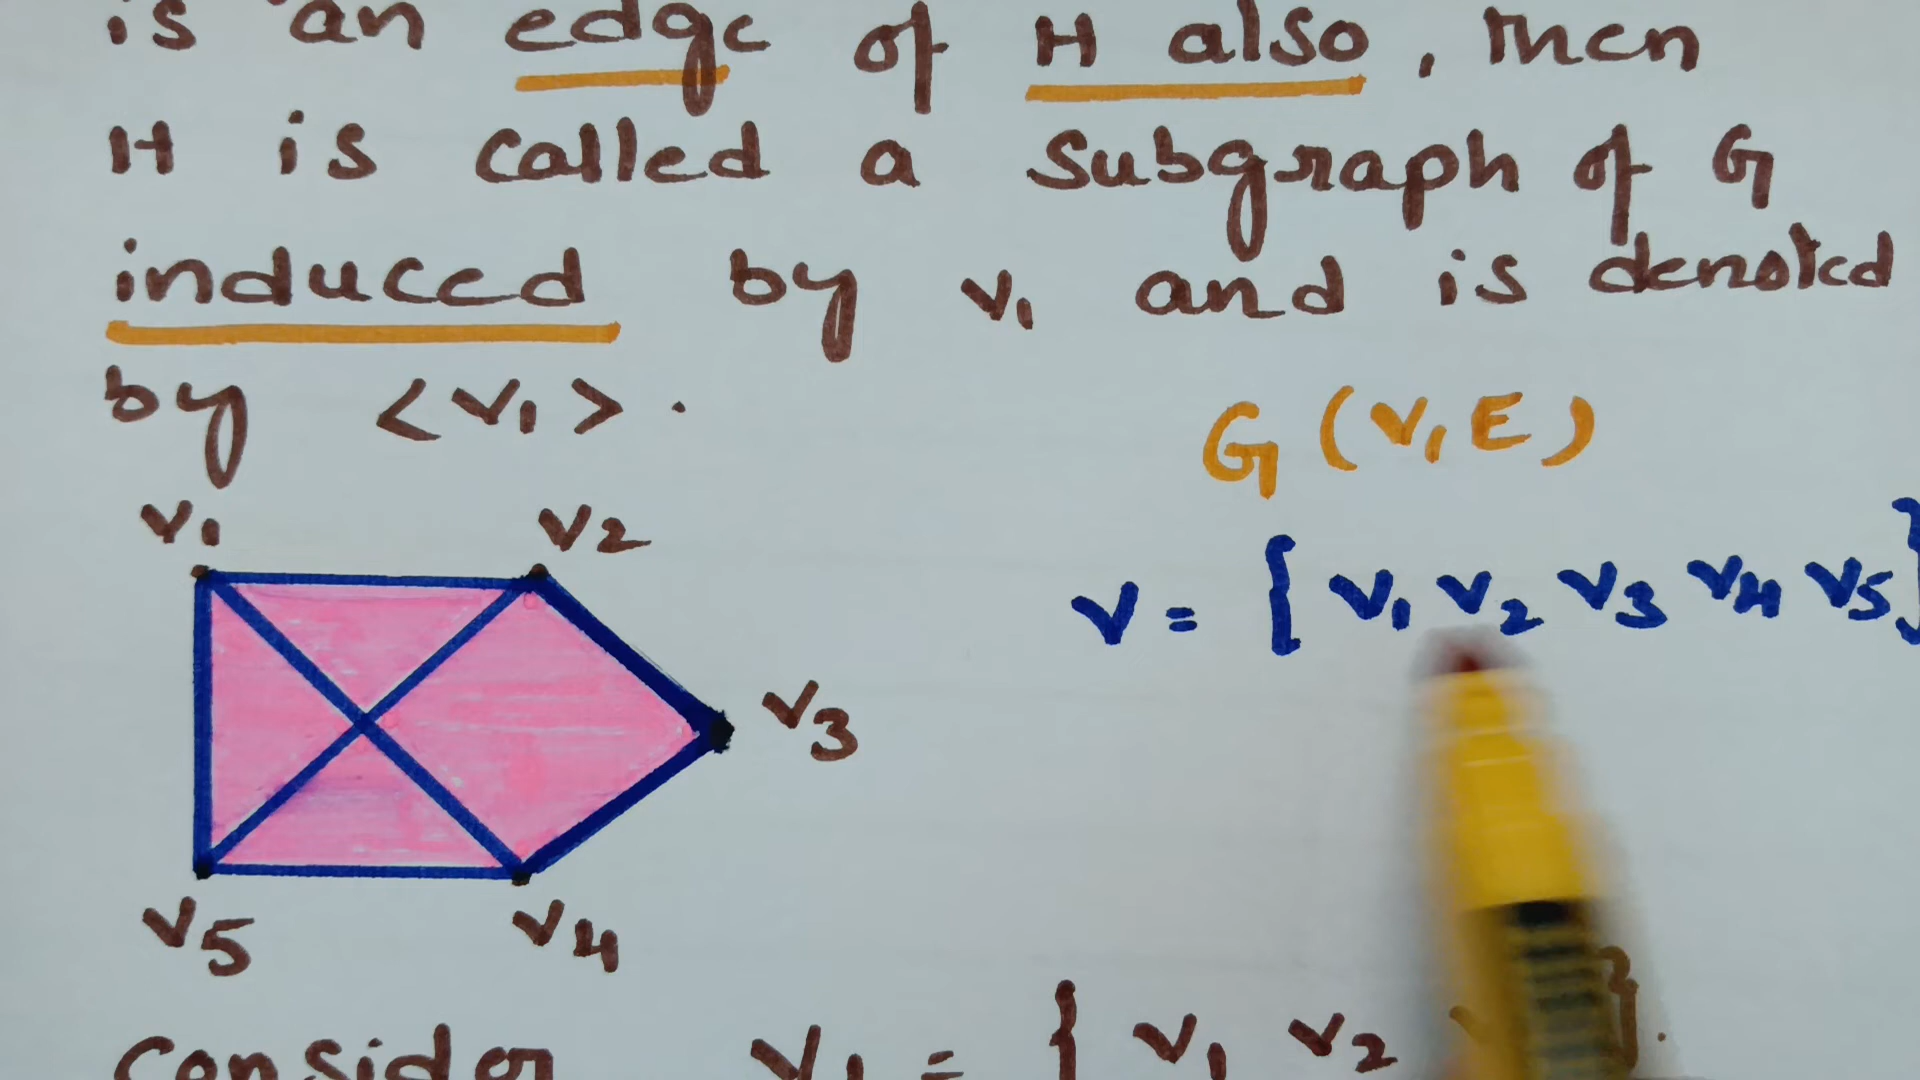 is an edge of H also, then
H is called a subgraph of G
induced by V1 and is denoted
by <V1>.
G (V, E)
V1 V2
V = { V1 V2 V3 V4 V5 }
V3
V5 V4
Consider V1 = { V1 V2 }.